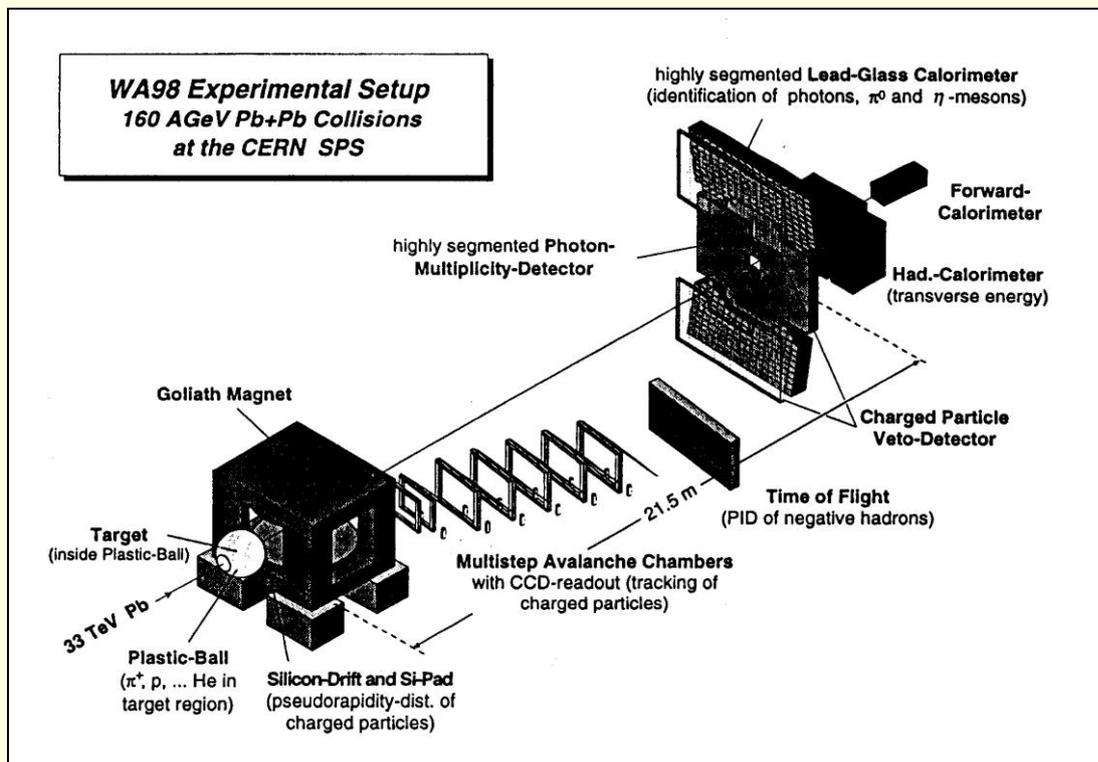 WA98 Experimental Setup
160 AGeV Pb+Pb Collisions
at the CERN SPS
highly segmented Lead-Glass Calorimeter
(identification of photons, π⁰ and η -mesons)
Forward-
Calorimeter
highly segmented Photon-
Multiplicity-Detector
Had.-Calorimeter
(transverse energy)
Goliath Magnet
Charged Particle
Veto-Detector
Time of Flight
(PID of negative hadrons)
21.5 m
Target
(inside Plastic-Ball)
Multistep Avalanche Chambers
with CCD-readout (tracking of
charged particles)
33 TeV Pb
Plastic-Ball
(π⁺, p, ... He in
target region)
Silicon-Drift and Si-Pad
(pseudorapidity-dist. of
charged particles)